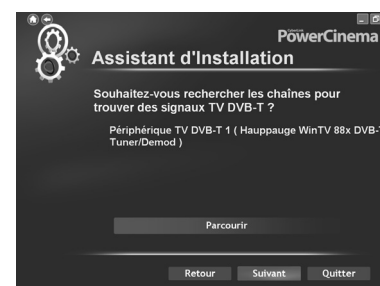 CyberLink
PowerCinema
Assistant d'Installation
Souhaitez-vous rechercher les chaînes pour
trouver des signaux TV DVB-T ?
Périphérique TV DVB-T 1 ( Hauppauge WinTV 88x DVB-T
Tuner/Demod )
Parcourir
Retour Suivant Quitter